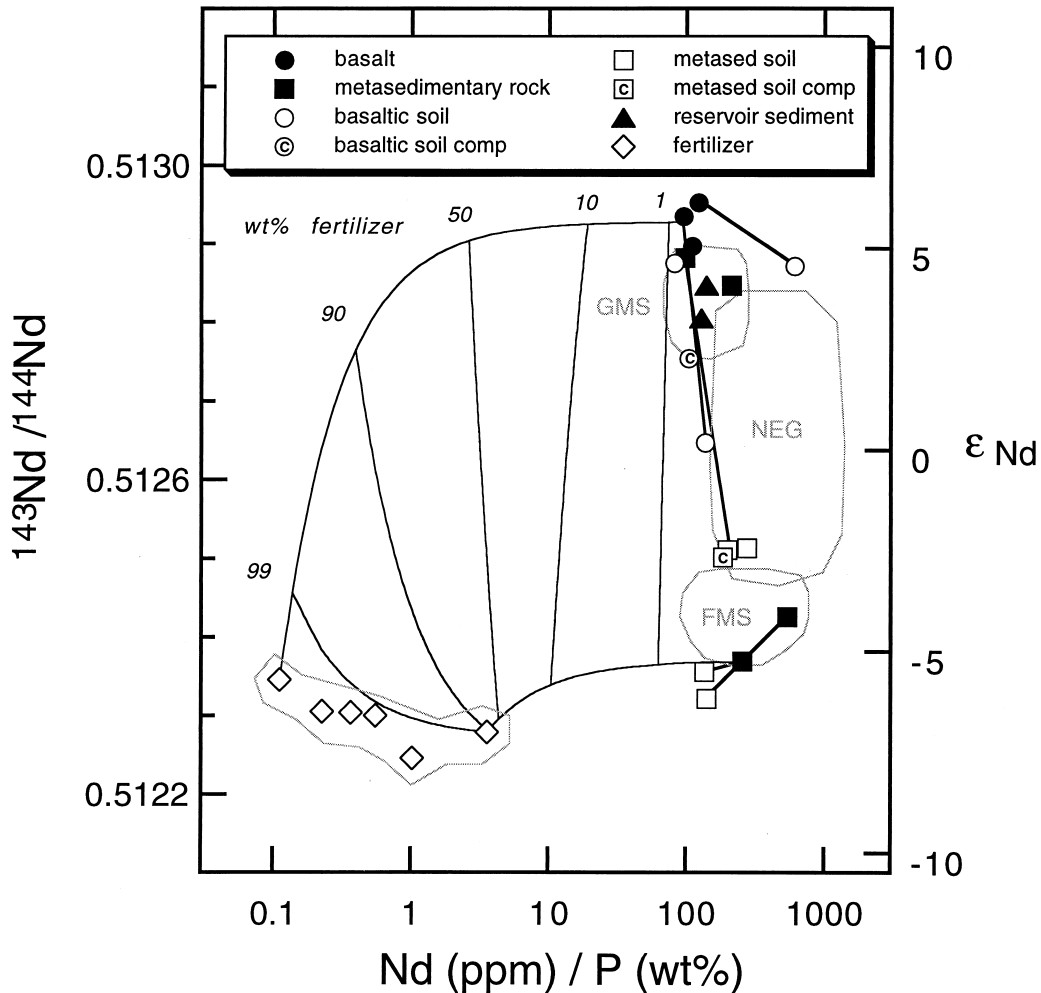 basalt
metased soil
metasedimentary rock
c metased soil comp
basaltic soil
reservoir sediment
c basaltic soil comp
fertilizer
10
5
0
-5
-10
ε Nd
0.5130
0.5126
0.5122
143Nd /144Nd
wt% fertilizer
50
10
1
90
99
GMS
c
NEG
c
FMS
0.1
1
10
100
1000
Nd (ppm) / P (wt%)